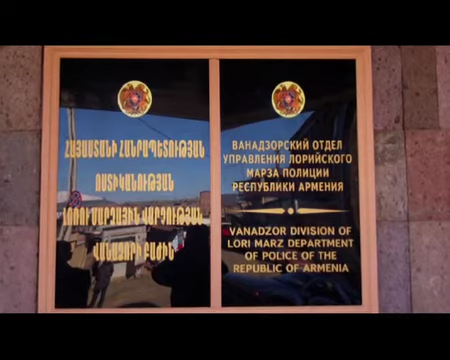 ՀԱՅԱՍՏԱՆԻ ՀԱՆՐԱՊԵՏՈՒԹՅԱՆ
ՈՍՏԻԿԱՆՈՒԹՅԱՆ
ԼՈՌՈՒ ՄԱՐԶԱՅԻՆ ՎԱՐՉՈՒԹՅԱՆ
ՎԱՆԱՁՈՐԻ ԲԱԺԻՆ
ВАНАДЗОРСКИЙ ОТДЕЛ
УПРАВЛЕНИЯ ЛОРИЙСКОГО
МАРЗА ПОЛИЦИИ
РЕСПУБЛИКИ АРМЕНИЯ
VANADZOR DIVISION OF
LORI MARZ DEPARTMENT
OF POLICE OF THE
REPUBLIC OF ARMENIA